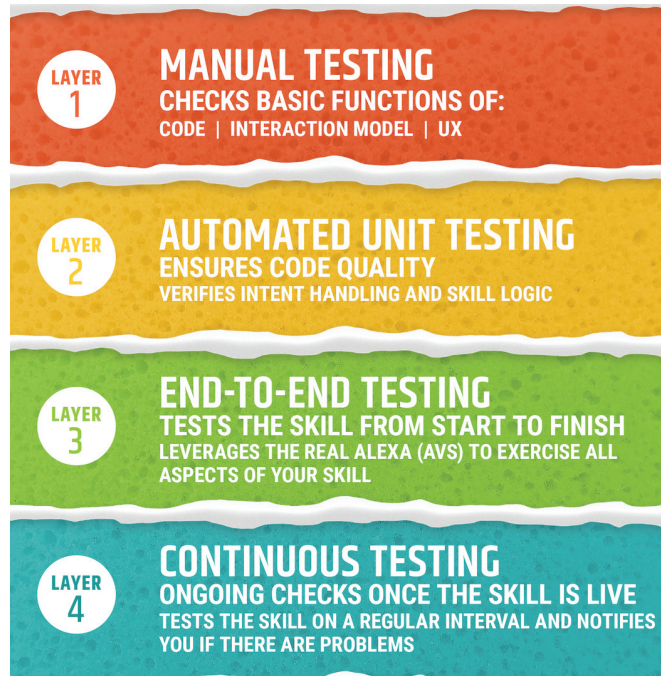 LAYER
1
MANUAL TESTING
CHECKS BASIC FUNCTIONS OF:
CODE | INTERACTION MODEL | UX
LAYER
2
AUTOMATED UNIT TESTING
ENSURES CODE QUALITY
VERIFIES INTENT HANDLING AND SKILL LOGIC
LAYER
3
END-TO-END TESTING
TESTS THE SKILL FROM START TO FINISH
LEVERAGES THE REAL ALEXA (AVS) TO EXERCISE ALL
ASPECTS OF YOUR SKILL
LAYER
4
CONTINUOUS TESTING
ONGOING CHECKS ONCE THE SKILL IS LIVE
TESTS THE SKILL ON A REGULAR INTERVAL AND NOTIFIES
YOU IF THERE ARE PROBLEMS